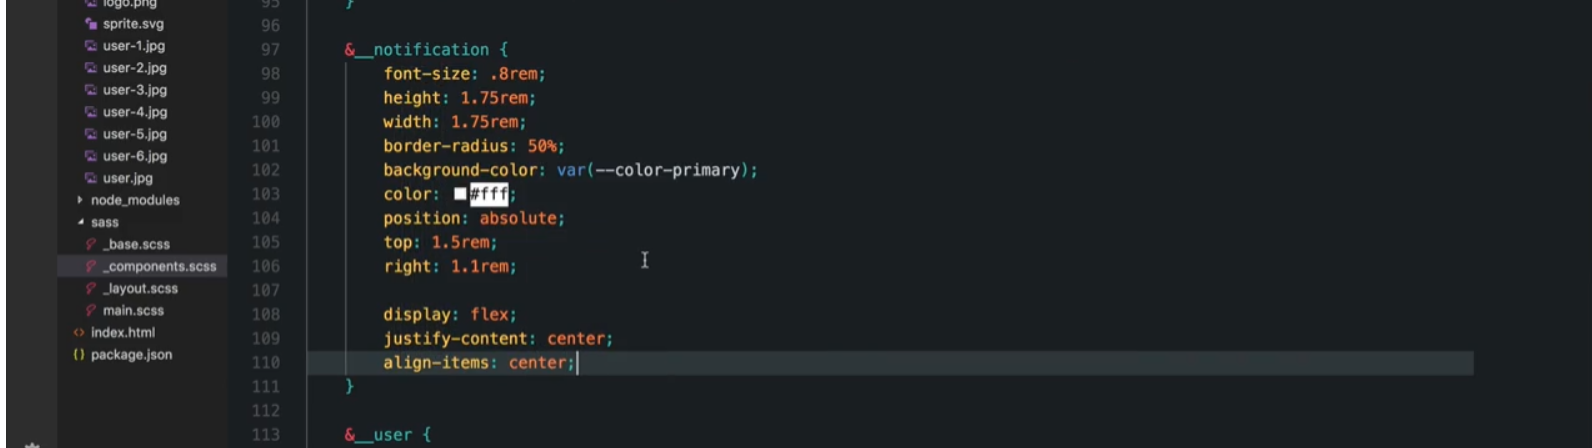 logo.png
sprite.svg
user-1.jpg
user-2.jpg
user-3.jpg
user-4.jpg
user-5.jpg
user-6.jpg
user.jpg
node_modules
sass
_base.scss
_components.scss
_layout.scss
main.scss
index.html
{} package.json
95 }
96
97 &__notification {
98 font-size: .8rem;
99 height: 1.75rem;
100 width: 1.75rem;
101 border-radius: 50%;
102 background-color: var(--color-primary);
103 color: #fff;
104 position: absolute;
105 top: 1.5rem;
106 right: 1.1rem;
107
108 display: flex;
109 justify-content: center;
110 align-items: center;
111 }
112
113 &__user {